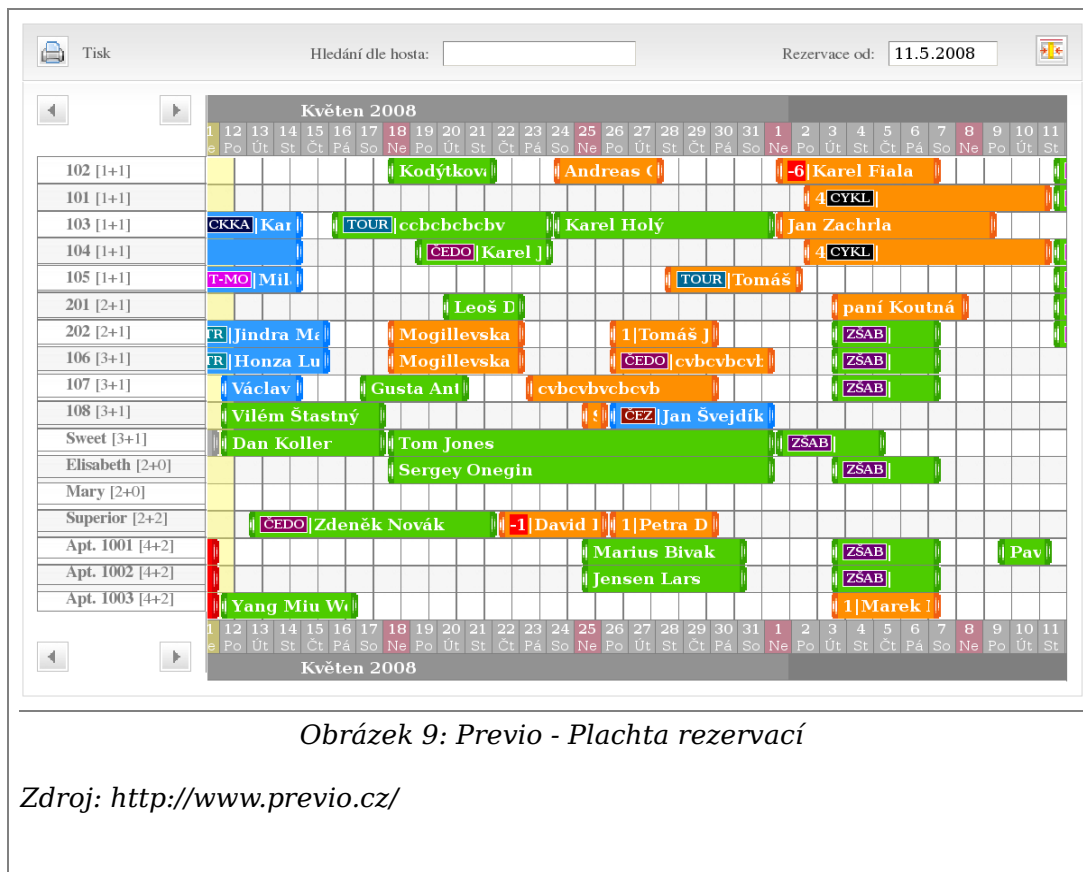 Tisk Hledání dle hosta: Rezervace od: 11.5.2008
Květen 2008
1 12 13 14 15 16 17 18 19 20 21 22 23 24 25 26 27 28 29 30 31 1 2 3 4 5 6 7 8 9 10 11
e Po Út St Čt Pá So Ne Po Út St Čt Pá So Ne Po Út St Čt Pá So Ne Po Út St Čt Pá So Ne Po Út St
102 [1+1] Kodýtkov Andreas -6 Karel Fiala
101 [1+1] 4 CYKL
103 [1+1] CKKA Kar TOUR ccbcbcbcbv Karel Holý Jan Zachrla
104 [1+1] ČEDO Karel J 4 CYKL
105 [1+1] T-MO Mil TOUR Tomáš
201 [2+1] Leoš D paní Koutná
202 [2+1] TR Jindra Ma Mogillevska 1|Tomáš J ZŠAB
106 [3+1] TR Honza Lu Mogillevska ČEDO cvbcvbcvb ZŠAB
107 [3+1] Václav Gusta Ant cvbcvbvcbcvb ZŠAB
108 [3+1] Vilém Štastný S ČEZ Jan Švejdík
Sweet [3+1] Dan Koller Tom Jones ZŠAB
Elisabeth [2+0] Sergey Onegin ZŠAB
Mary [2+0]
Superior [2+2] ČEDO Zdeněk Novák -1 David 1|Petra D
Apt. 1001 [4+2] Marius Bivak ZŠAB Pav
Apt. 1002 [4+2] Jensen Lars ZŠAB
Apt. 1003 [4+2] Yang Miu W 1|Marek
1 12 13 14 15 16 17 18 19 20 21 22 23 24 25 26 27 28 29 30 31 1 2 3 4 5 6 7 8 9 10 11
e Po Út St Čt Pá So Ne Po Út St Čt Pá So Ne Po Út St Čt Pá So Ne Po Út St Čt Pá So Ne Po Út St
Květen 2008
Obrázek 9: Previo - Plachta rezervací
Zdroj: http://www.previo.cz/